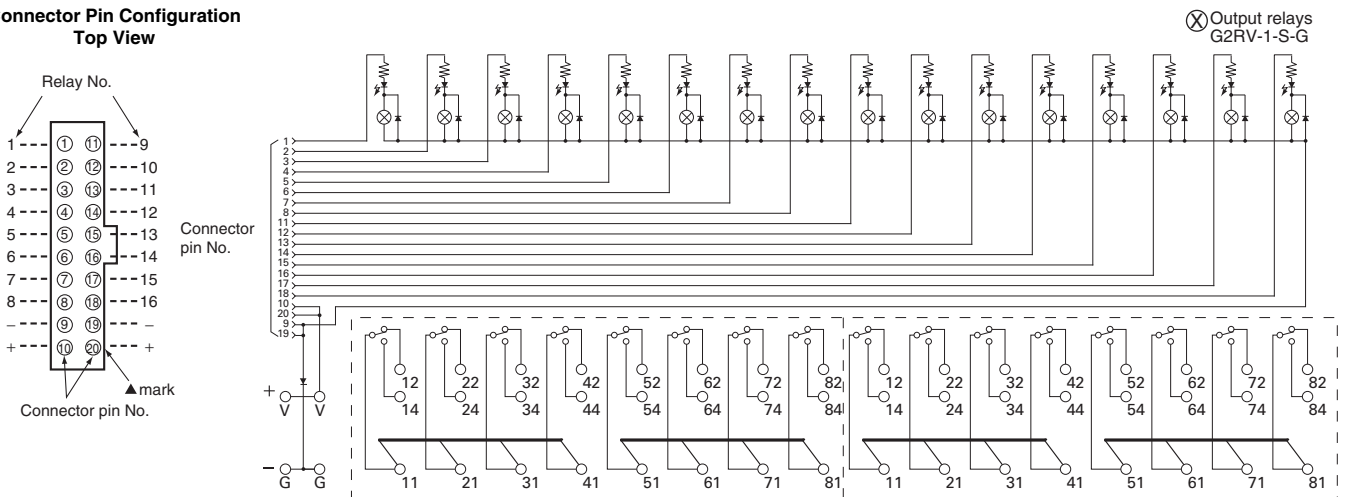 onnector Pin Configuration
Top View
Output relays
G2RV-1-S-G
Relay No.
1 1 11 9
2 2 12 10
3 3 13 11
4 4 14 12
5 5 15 13
6 6 16 14
7 7 17 15
8 8 18 16
– 9 19 –
+ 10 20 +
▲mark
Connector pin No.
Connector
pin No.
1
2
3
4
5
6
7
8
11
12
13
14
15
16
17
18
10
20
9
19
12 22 32 42 52 62 72 82 12 22 32 42 52 62 72 82
+
V V
14 24 34 44 54 64 74 84 14 24 34 44 54 64 74 84
–
G G
11 21 31 41 51 61 71 81 11 21 31 41 51 61 71 81